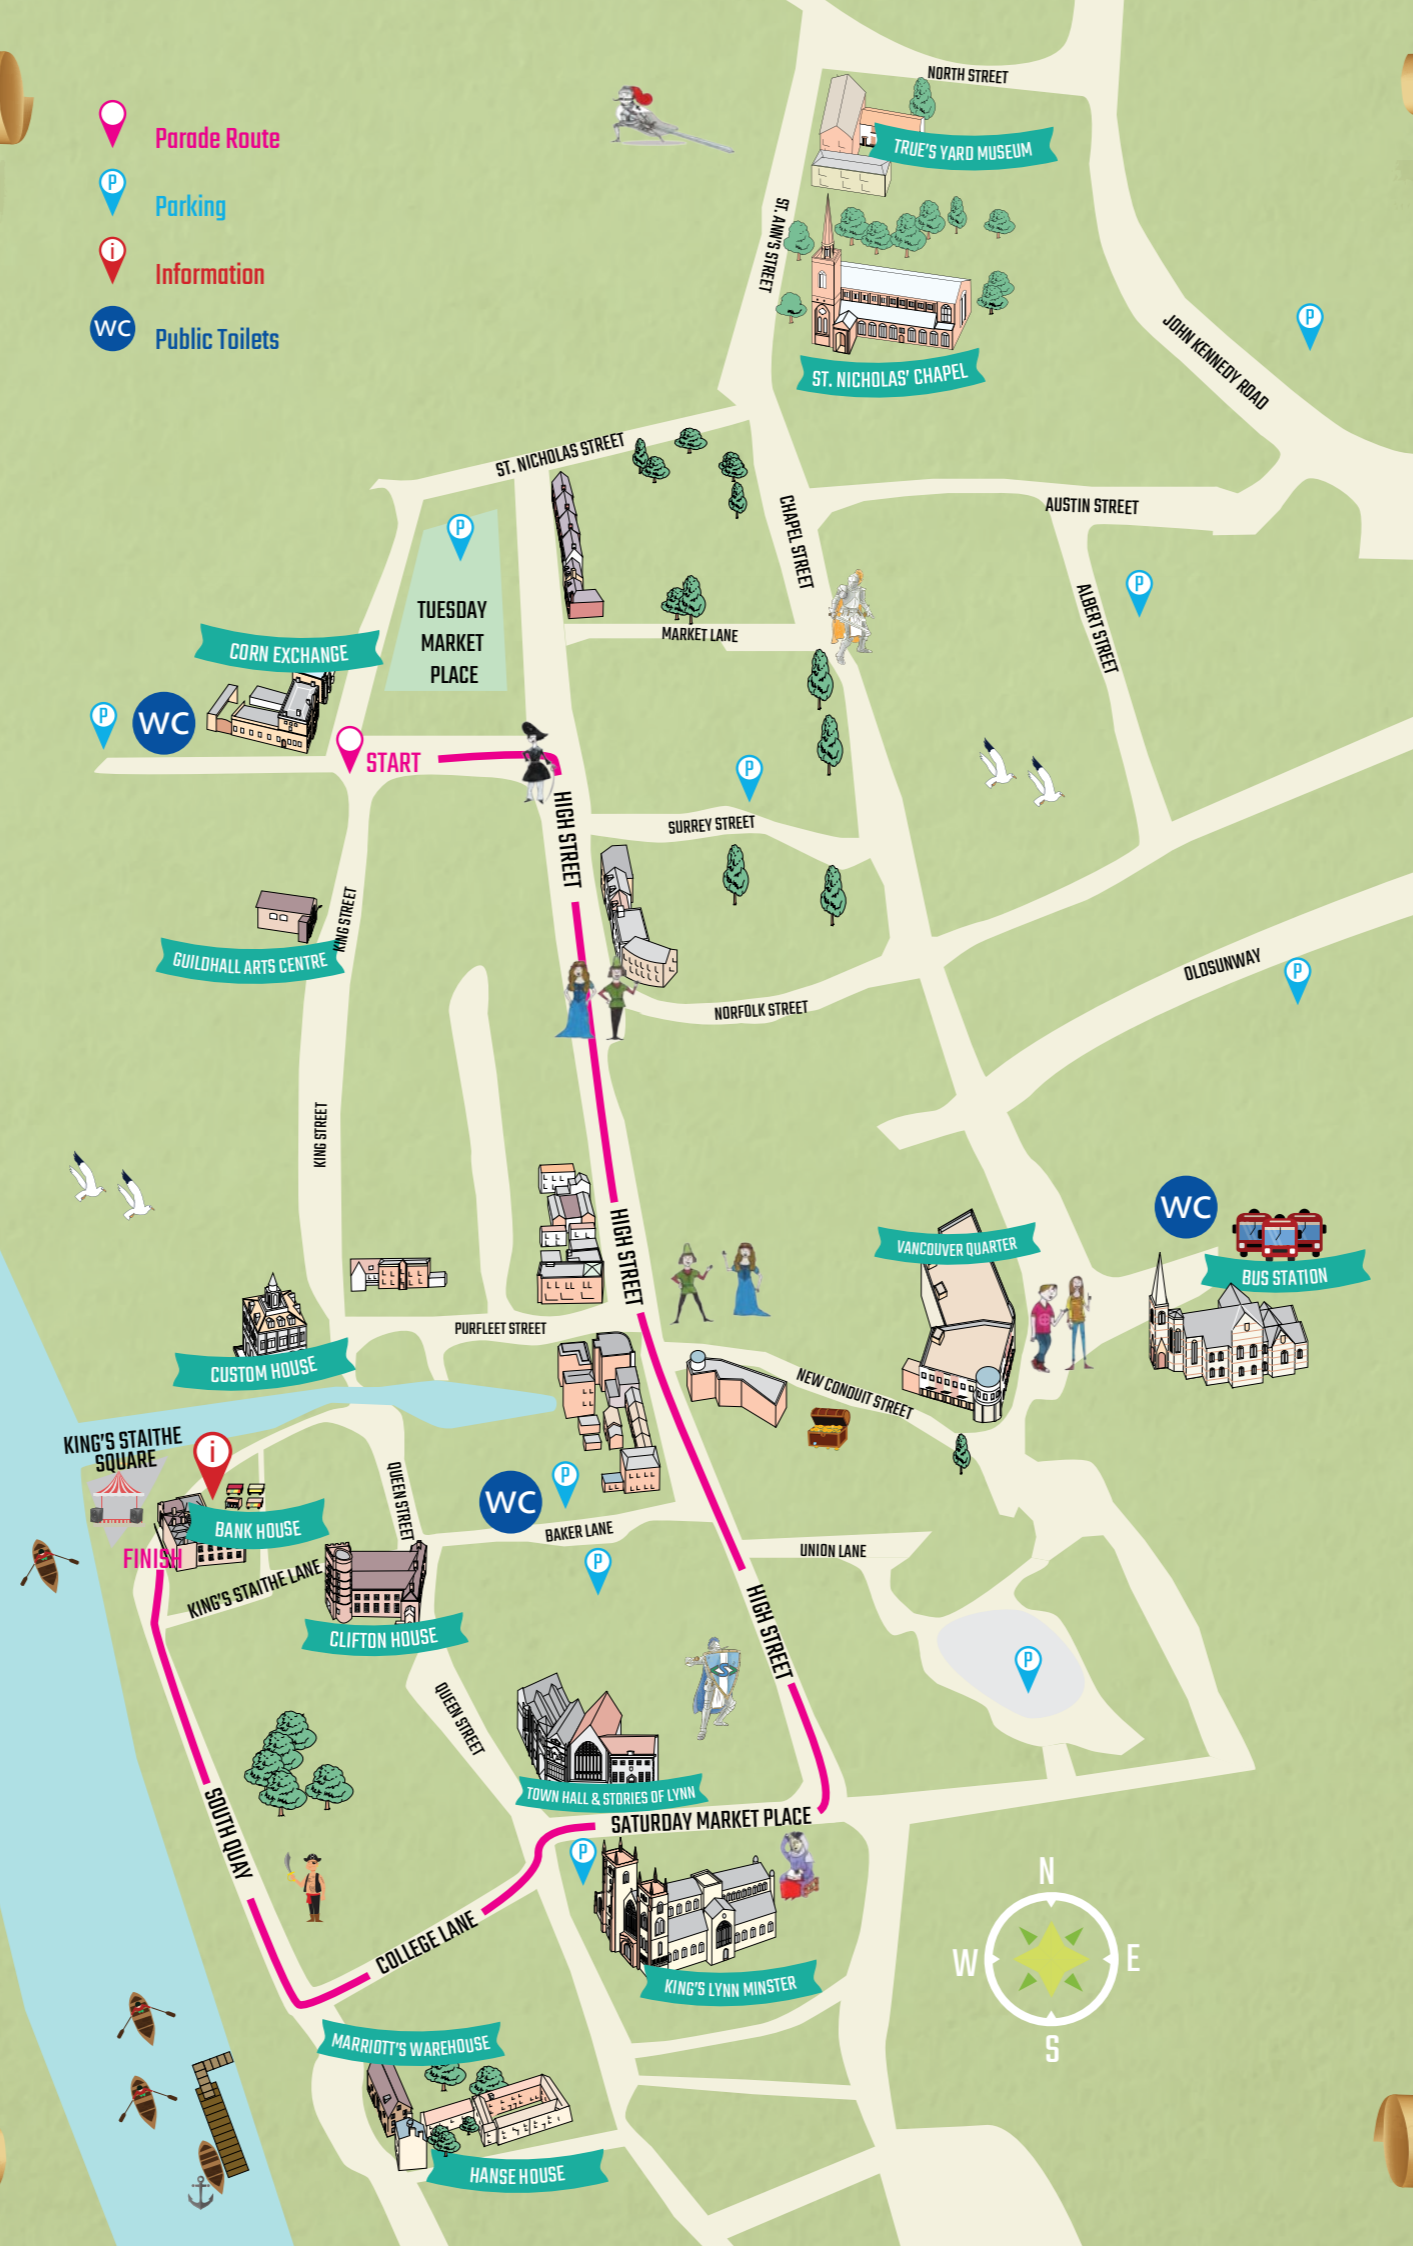 Parade Route
P
Parking
i
Information
WC
Public Toilets
NORTH STREET
TRUE'S YARD MUSEUM
ST. ANN'S STREET
ST. NICHOLAS' CHAPEL
P
JOHN KENNEDY ROAD
ST. NICHOLAS STREET
P
TUESDAY
MARKET
PLACE
CHAPEL STREET
AUSTIN STREET
P
ALBERT STREET
MARKET LANE
CORN EXCHANGE
P
WC
START
P
HIGH STREET
SURREY STREET
KING STREET
GUILDHALL ARTS CENTRE
NORFOLK STREET
OLDSUNWAY
P
KING STREET
WC
BUS STATION
VANCOUVER QUARTER
HIGH STREET
PURFLEET STREET
CUSTOM HOUSE
NEW CONDUIT STREET
KING'S STAITHE
SQUARE
i
BANK HOUSE
FINISH
QUEEN STREET
WC
P
BAKER LANE
P
UNION LANE
KING'S STAITHE LANE
CLIFTON HOUSE
HIGH STREET
P
QUEEN STREET
TOWN HALL & STORIES OF LYNN
SATURDAY MARKET PLACE
SOUTH QUAY
P
COLLEGE LANE
KING'S LYNN MINSTER
N
W
E
S
MARRIOTT'S WAREHOUSE
HANSE HOUSE